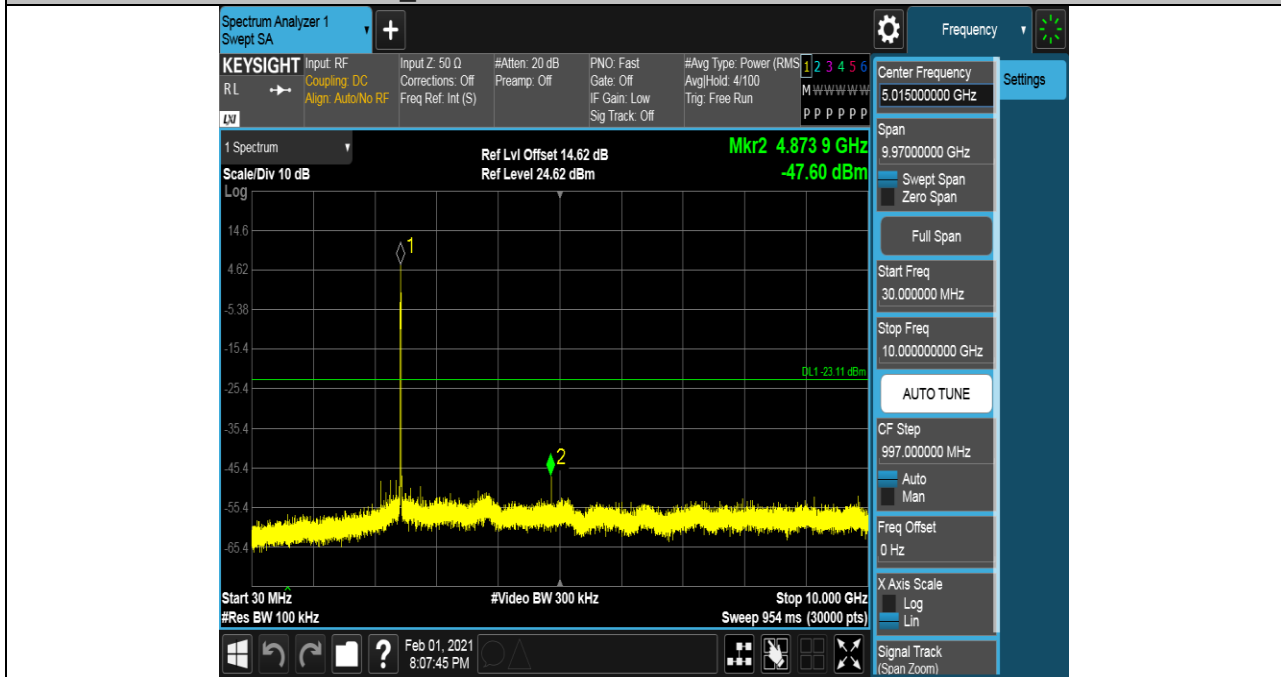 Spectrum Analyzer 1
Swept SA
+
Frequency
KEYSIGHT
RL
LXI
Input: RF
Coupling: DC
Align: Auto/No RF
Input Z: 50 Ω
Corrections: Off
Freq Ref: Int (S)
#Atten: 20 dB
Preamp: Off
PNO: Fast
Gate: Off
IF Gain: Low
Sig Track: Off
#Avg Type: Power (RMS
Avg|Hold: 4/100
Trig: Free Run
1 2 3 4 5 6
M W W W W W
P P P P P P
Center Frequency
5.015000000 GHz
Settings
1 Spectrum
Scale/Div 10 dB
Ref Lvl Offset 14.62 dB
Ref Level 24.62 dBm
Mkr2 4.873 9 GHz
-47.60 dBm
Log
14.6
4.62
-5.38
-15.4
-25.4
-35.4
-45.4
-55.4
-65.4
1
2
DL1 -23.11 dBm
Start 30 MHz
#Res BW 100 kHz
#Video BW 300 kHz
Stop 10.000 GHz
Sweep 954 ms (30000 pts)
Span
9.97000000 GHz
Swept Span
Zero Span
Full Span
Start Freq
30.000000 MHz
Stop Freq
10.000000000 GHz
AUTO TUNE
CF Step
997.000000 MHz
Auto
Man
Freq Offset
0 Hz
X Axis Scale
Log
Lin
Signal Track
(Span Zoom)
?
Feb 01, 2021
8:07:45 PM